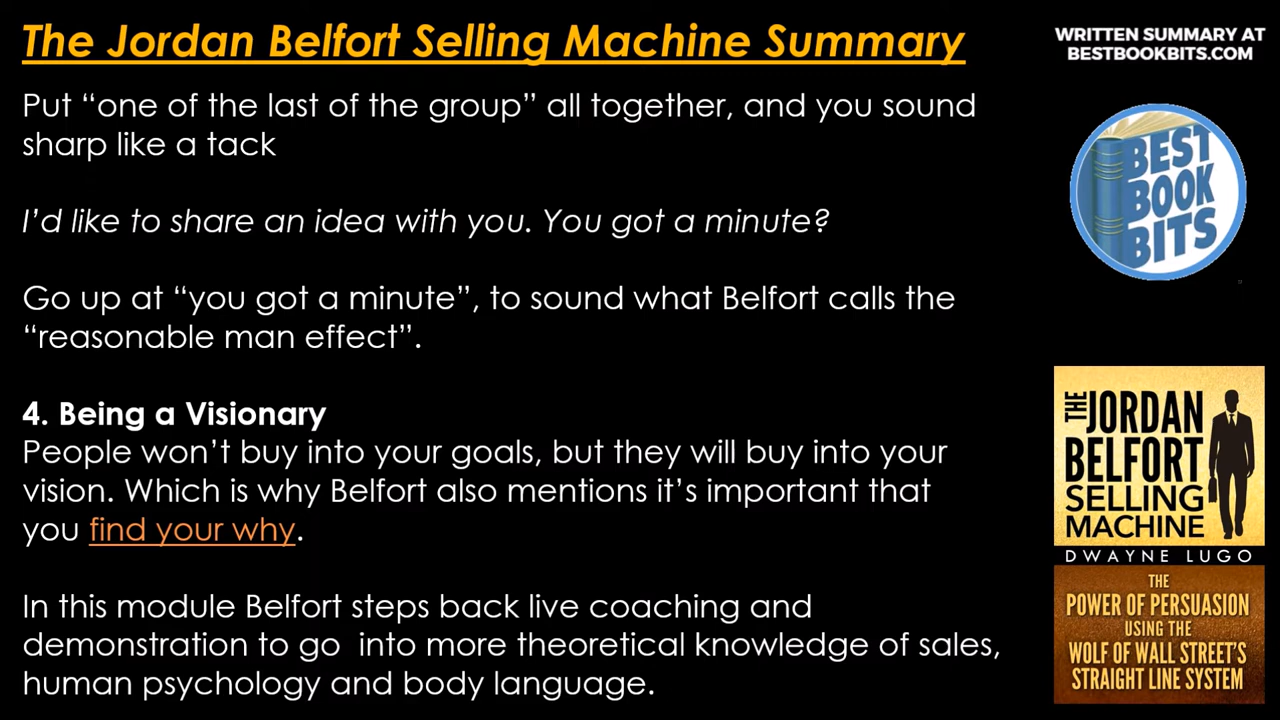 The Jordan Belfort Selling Machine Summary
WRITTEN SUMMARY AT
BESTBOOKBITS.COM
Put “one of the last of the group” all together, and you sound
sharp like a tack
I’d like to share an idea with you. You got a minute?
Go up at “you got a minute”, to sound what Belfort calls the
“reasonable man effect”.
4. Being a Visionary
People won’t buy into your goals, but they will buy into your
vision. Which is why Belfort also mentions it’s important that
you find your why.
In this module Belfort steps back live coaching and
demonstration to go  into more theoretical knowledge of sales,
human psychology and body language.
BEST
BOOK
BITS
THE
JORDAN
BELFORT
SELLING
MACHINE
DWAYNE LUGO
THE
POWER OF PERSUASION
USING THE
WOLF OF WALL STREET'S
STRAIGHT LINE SYSTEM